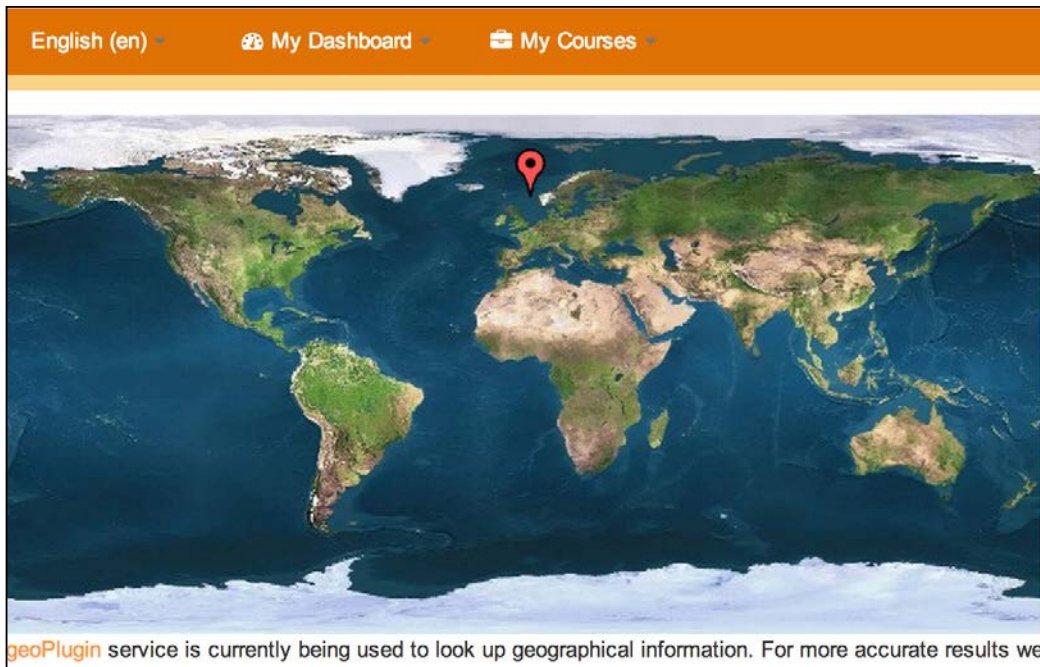 English (en) My Dashboard My Courses
geoPlugin service is currently being used to look up geographical information. For more accurate results we